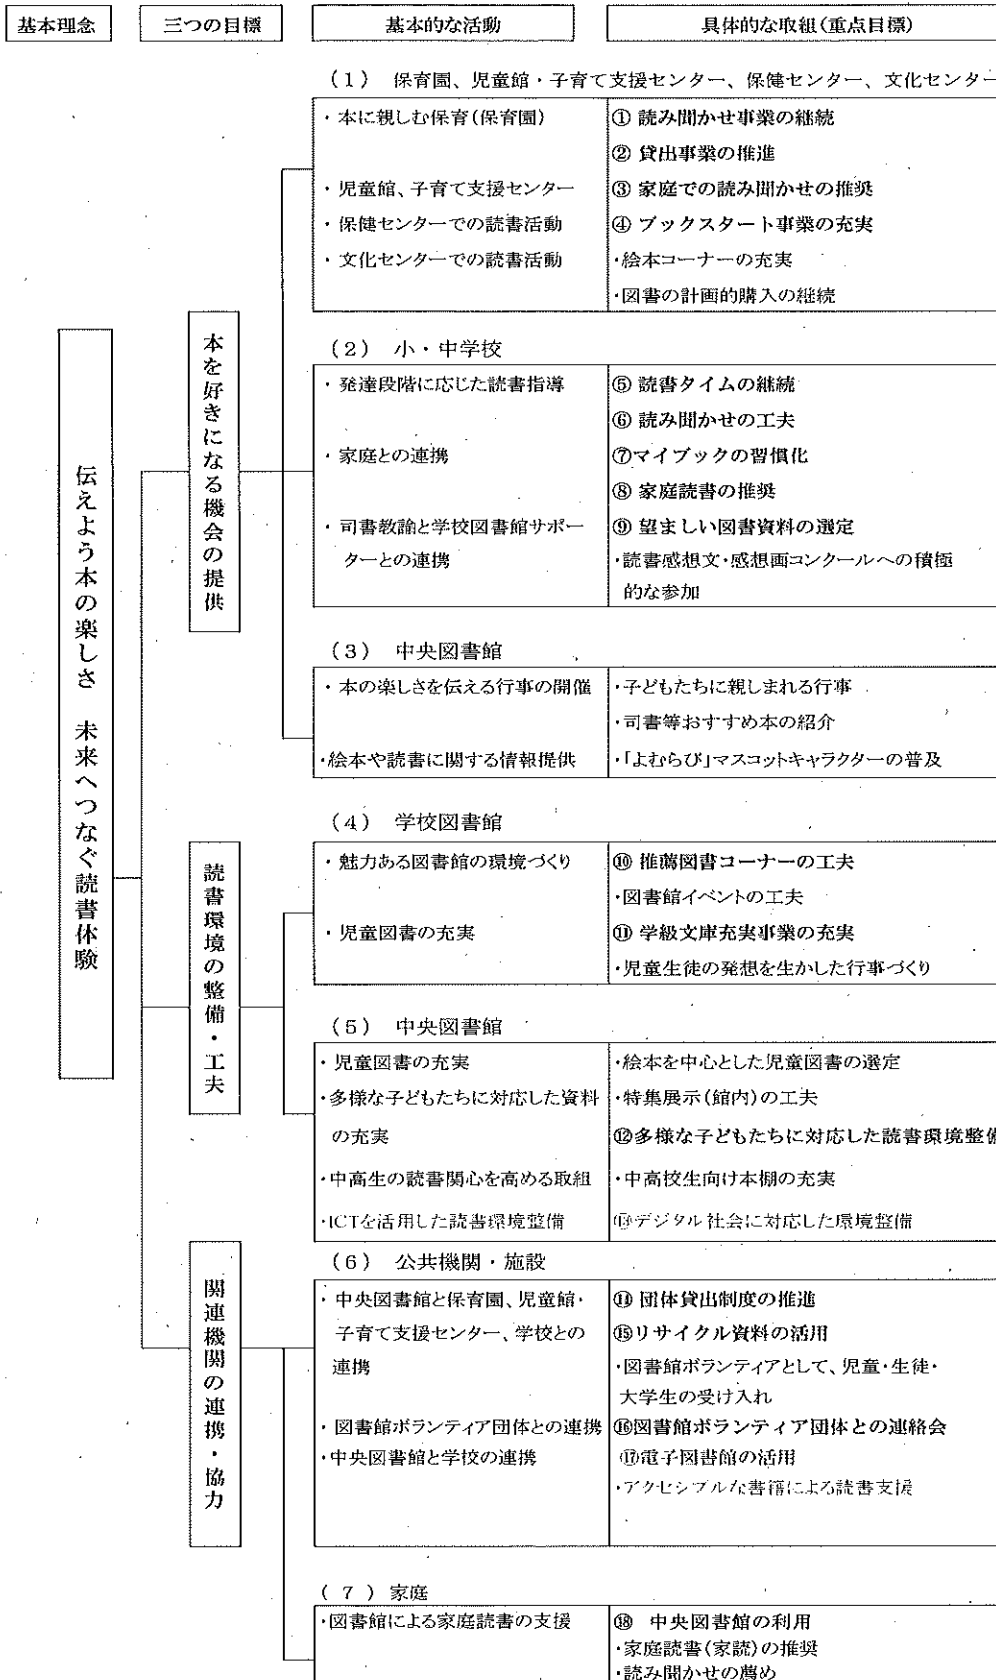 基本理念
三つの目標
基本的な活動
具体的な取組(重点目標)
伝えよう本の楽しさ 未来へつなぐ読書体験
本を好きになる機会の提供
(1) 保育園、児童館・子育て支援センター、保健センター、文化センター
・本に親しむ保育(保育園)
① 読み聞かせ事業の継続
② 貸出事業の推進
・児童館、子育て支援センター
③ 家庭での読み聞かせの推奨
・保健センターでの読書活動
④ ブックスタート事業の充実
・文化センターでの読書活動
・絵本コーナーの充実
・図書の計画的購入の継続
(2) 小・中学校
・発達段階に応じた読書指導
⑤ 読書タイムの継続
⑥ 読み聞かせの工夫
・家庭との連携
⑦マイブックの習慣化
⑧ 家庭読書の推奨
・司書教諭と学校図書館サポー
ターとの連携
⑨ 望ましい図書資料の選定
・読書感想文・感想画コンクールへの積極
的な参加
(3) 中央図書館
・本の楽しさを伝える行事の開催
・子どもたちに親しまれる行事
・司書等おすすめ本の紹介
・絵本や読書に関する情報提供
・「よむらび」マスコットキャラクターの普及
読書環境の整備・工夫
(4) 学校図書館
・魅力ある図書館の環境づくり
⑩ 推薦図書コーナーの工夫
・図書館イベントの工夫
・児童図書の充実
⑪ 学級文庫充実事業の充実
・児童生徒の発想を生かした行事づくり
(5) 中央図書館
・児童図書の充実
・絵本を中心とした児童図書の選定
・多様な子どもたちに対応した資料
の充実
・特集展示(館内)の工夫
⑫多様な子どもたちに対応した読書環境整備
・中高生の読書関心を高める取組
・中高校生向け本棚の充実
・ICTを活用した読書環境整備
⑬デジタル社会に対応した環境整備
関連機関の連携・協力
(6) 公共機関・施設
・中央図書館と保育園、児童館・
子育て支援センター、学校との
連携
⑭ 団体貸出制度の推進
⑮リサイクル資料の活用
・図書館ボランティアとして、児童・生徒・
大学生の受け入れ
・図書館ボランティア団体との連携
⑯図書館ボランティア団体との連絡会
・中央図書館と学校の連携
⑰電子図書館の活用
・アクセシブルな書籍による読書支援
(7)家庭
・図書館による家庭読書の支援
⑱ 中央図書館の利用
・家庭読書(家読)の推奨
・読み聞かせの薦め